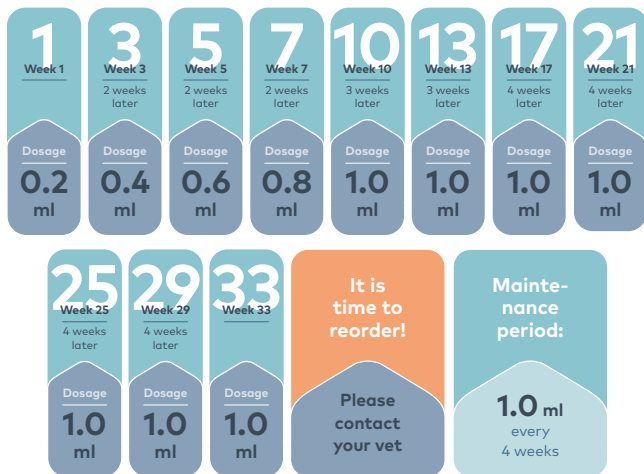 1
Week 1
Dosage
0.2
ml
3
Week 3
2 weeks
later
Dosage
0.4
ml
5
Week 5
2 weeks
later
Dosage
0.6
ml
7
Week 7
2 weeks
later
Dosage
0.8
ml
10
Week 10
3 weeks
later
Dosage
1.0
ml
13
Week 13
3 weeks
later
Dosage
1.0
ml
17
Week 17
4 weeks
later
Dosage
1.0
ml
21
Week 21
4 weeks
later
Dosage
1.0
ml
25
Week 25
4 weeks
later
Dosage
1.0
ml
29
Week 29
4 weeks
later
Dosage
1.0
ml
33
Week 33
Dosage
1.0
ml
It is
time to
reorder!
Please
contact
your vet
Mainte-
nance
period:
1.0 ml
every
4 weeks